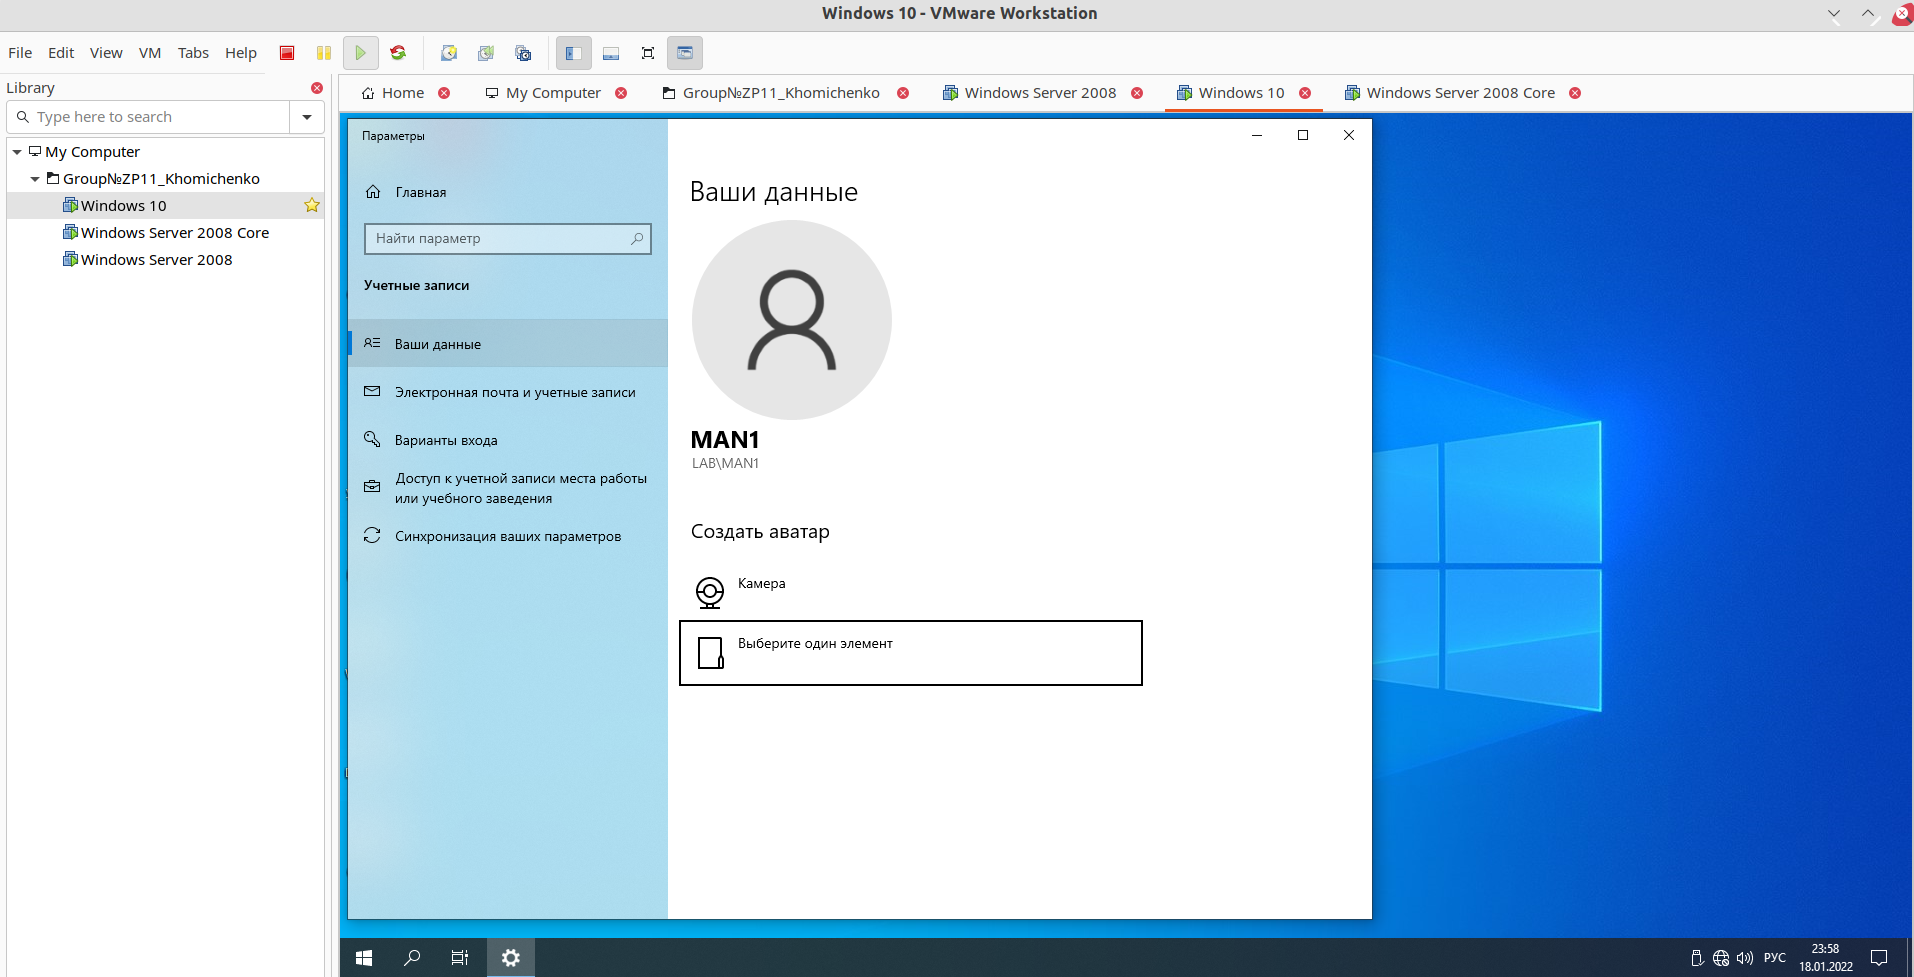 Windows 10 - VMware Workstation
File Edit View VM Tabs Help
Library
Type here to search
My Computer
Group№ZP11_Khomichenko
Windows 10
Windows Server 2008 Core
Windows Server 2008
Home My Computer Group№ZP11_Khomichenko Windows Server 2008 Windows 10 Windows Server 2008 Core
Параметры
Главная
Найти параметр
Учетные записи
Ваши данные
Электронная почта и учетные записи
Варианты входа
Доступ к учетной записи места работы
или учебного заведения
Синхронизация ваших параметров
Ваши данные
MAN1
LAB\MAN1
Создать аватар
Камера
Выберите один элемент
РУС
23:58
18.01.2022